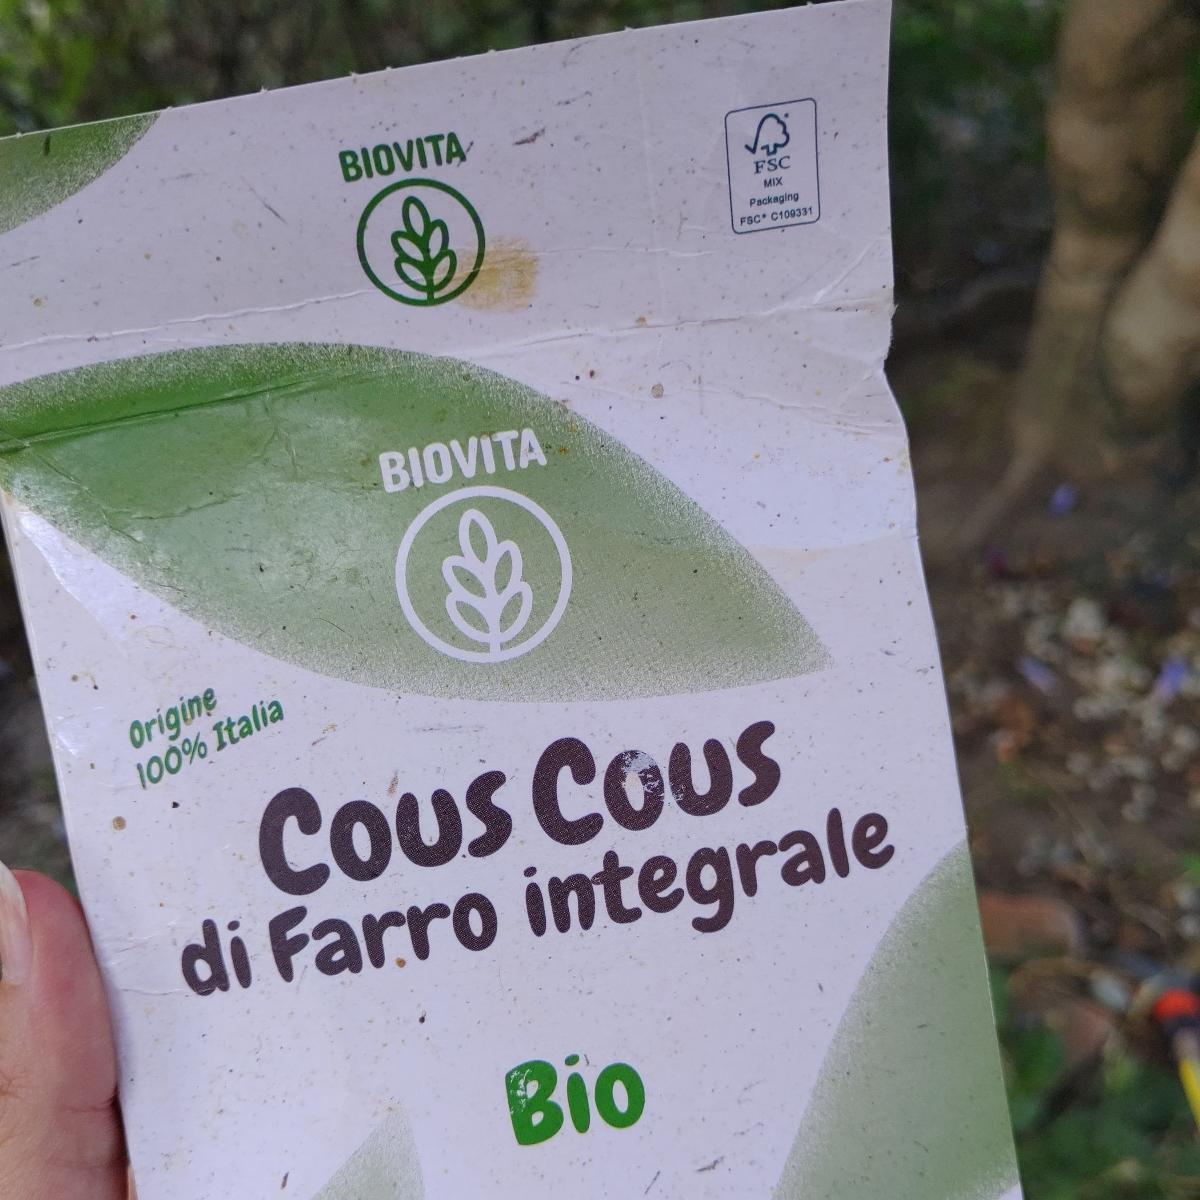 BIOVITA
FSC
MIX
Packaging
FSC® C109331
BIOVITA
Origine
100% Italia
Cous Cous
di Farro integrale
Bio